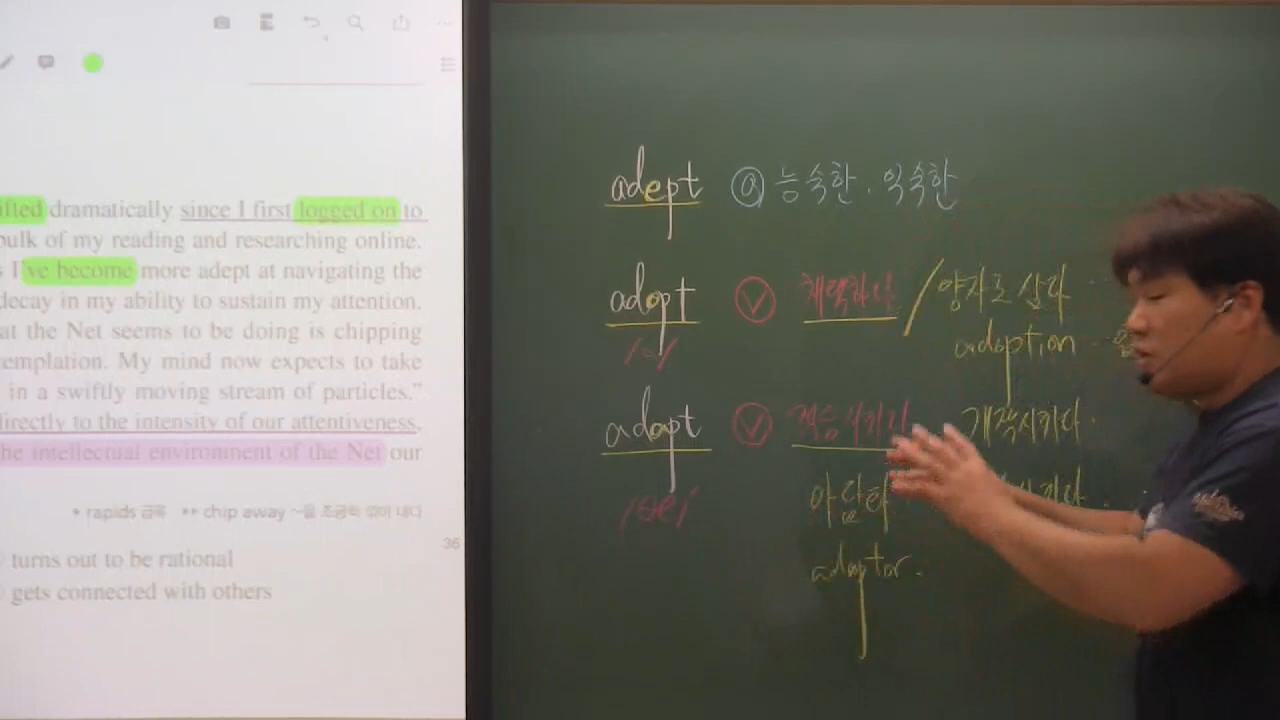 ifted dramatically since I first logged on to
bulk of my reading and researching online.
s I've become more adept at navigating the
decay in my ability to sustain my attention.
at the Net seems to be doing is chipping
templation. My mind now expects to take
in a swiftly moving stream of particles."
directly to the intensity of our attentiveness,
he intellectual environment of the Net our
* rapids 급류 ** chip away ~을 조금씩 깎아 내다
36
turns out to be rational
gets connected with others
adept ⓐ 능숙한, 익숙한
adopt ⓥ 채택하다 / 양자로 삼다
/a/ adoption
adapt ⓥ 적응시키다 개작시키다.
/æ/ 아답타
adaptor.